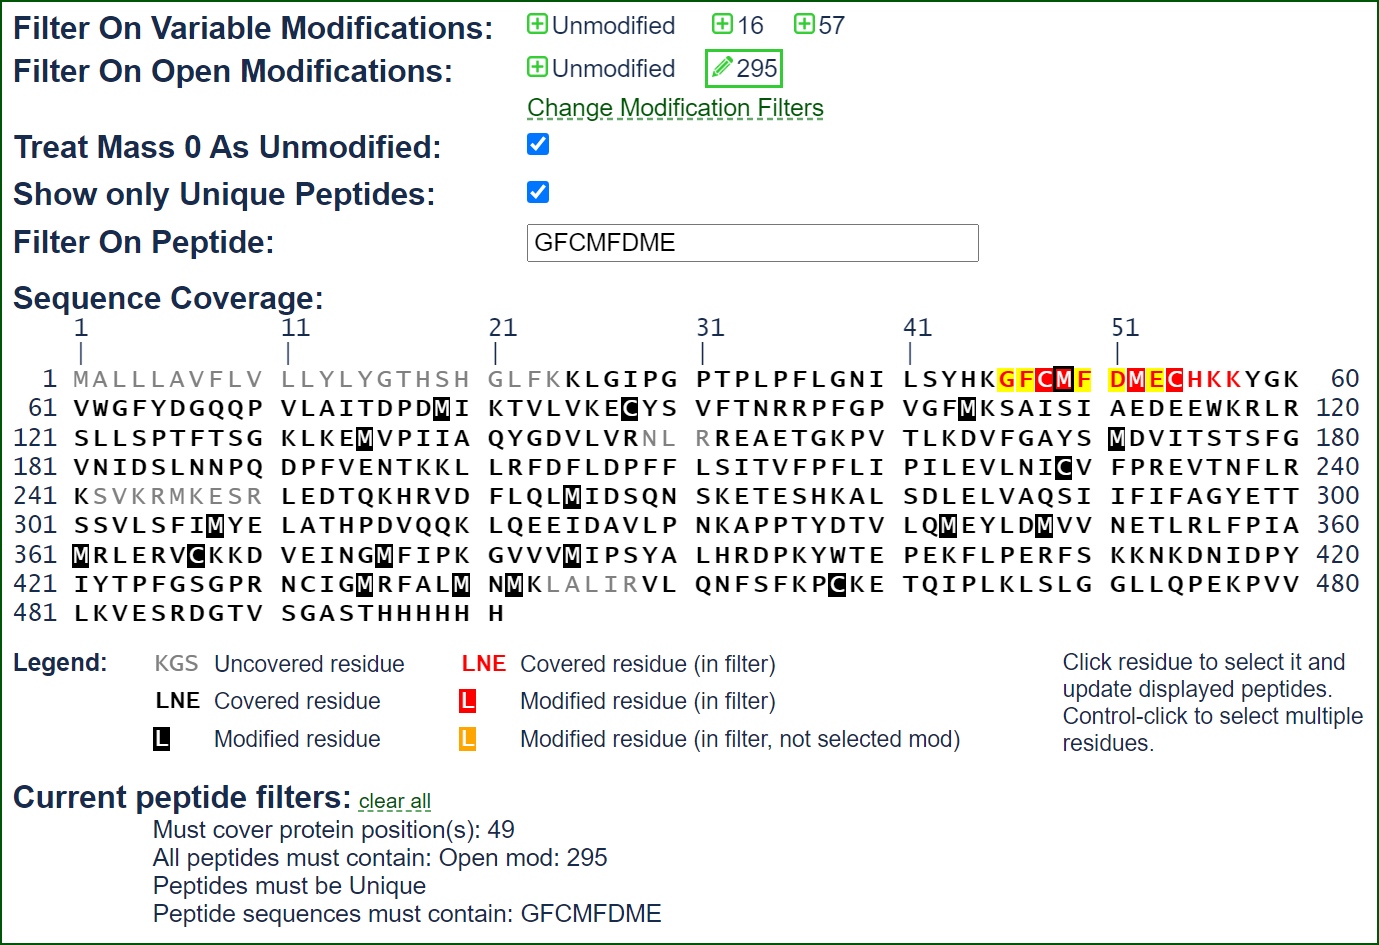 Filter On Variable Modifications: Unmodified 16 57
Filter On Open Modifications: Unmodified 295
Change Modification Filters
Treat Mass 0 As Unmodified:
Show only Unique Peptides:
Filter On Peptide: GFCMFDME
Sequence Coverage:
1 11 21 31 41 51
1 MALLLAVFLV LLYLYGTHSH GLFKKLGIPG PTPLPFLGNI LSYHKGFCMF DMECHKKYGK 60
61 VWGFYDGQQP VLAITDPDMI KTVLVKECYS VFTNRRPFGP VGFMKSAISI AEDEEWKRLR 120
121 SLLSPTFTSG KLKEMVPIIA QYGDVLVRNL RREAETGKPV TLKDVFGAYS MDVITSTSFG 180
181 VNIDSLNNPQ DPFVENTKKL LRFDFLDPFF LSITVFPFLI PILEVLNICV FPREVTNFLR 240
241 KSVKRMKESR LEDTQKHRVD FLQLMIDSQN SKETESHKAL SDLELVAQSI IFIFAGYETT 300
301 SSVLSFIMYE LATHPDVQQK LQEEIDAVLP NKAPPTYDTV LQMEYLDMVV NETLRLFPIA 360
361 MRLERVCKKD VEINGMFIPK GVVVMIPSYA LHRDPKYWTE PEKFLPERFS KKNKDNIDPY 420
421 IYTPFGSGPR NCIGMRFALM NMKLALIRVL QNFSFKPCKE TQIPLKLSLG GLLQPEKPVV 480
481 LKVESRDGTV SGASTHHHHH H
Legend: KGS Uncovered residue LNE Covered residue (in filter) Click residue to select it and
LNE Covered residue L Modified residue (in filter) update displayed peptides.
Control-click to select multiple
L Modified residue L Modified residue (in filter, not selected mod) residues.
Current peptide filters: clear all
Must cover protein position(s): 49
All peptides must contain: Open mod: 295
Peptides must be Unique
Peptide sequences must contain: GFCMFDME